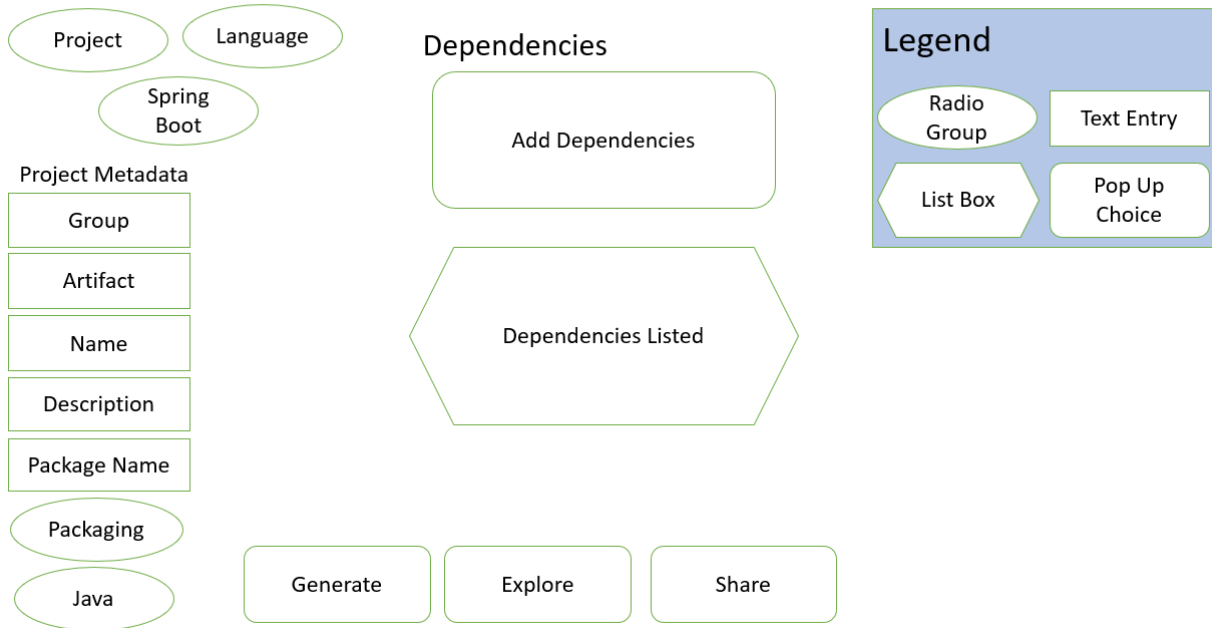 Project
Language
Spring
Boot
Project Metadata
Group
Artifact
Name
Description
Package Name
Packaging
Java
Dependencies
Add Dependencies
Dependencies Listed
Generate
Explore
Share
Legend
Radio
Group
Text Entry
List Box
Pop Up
Choice